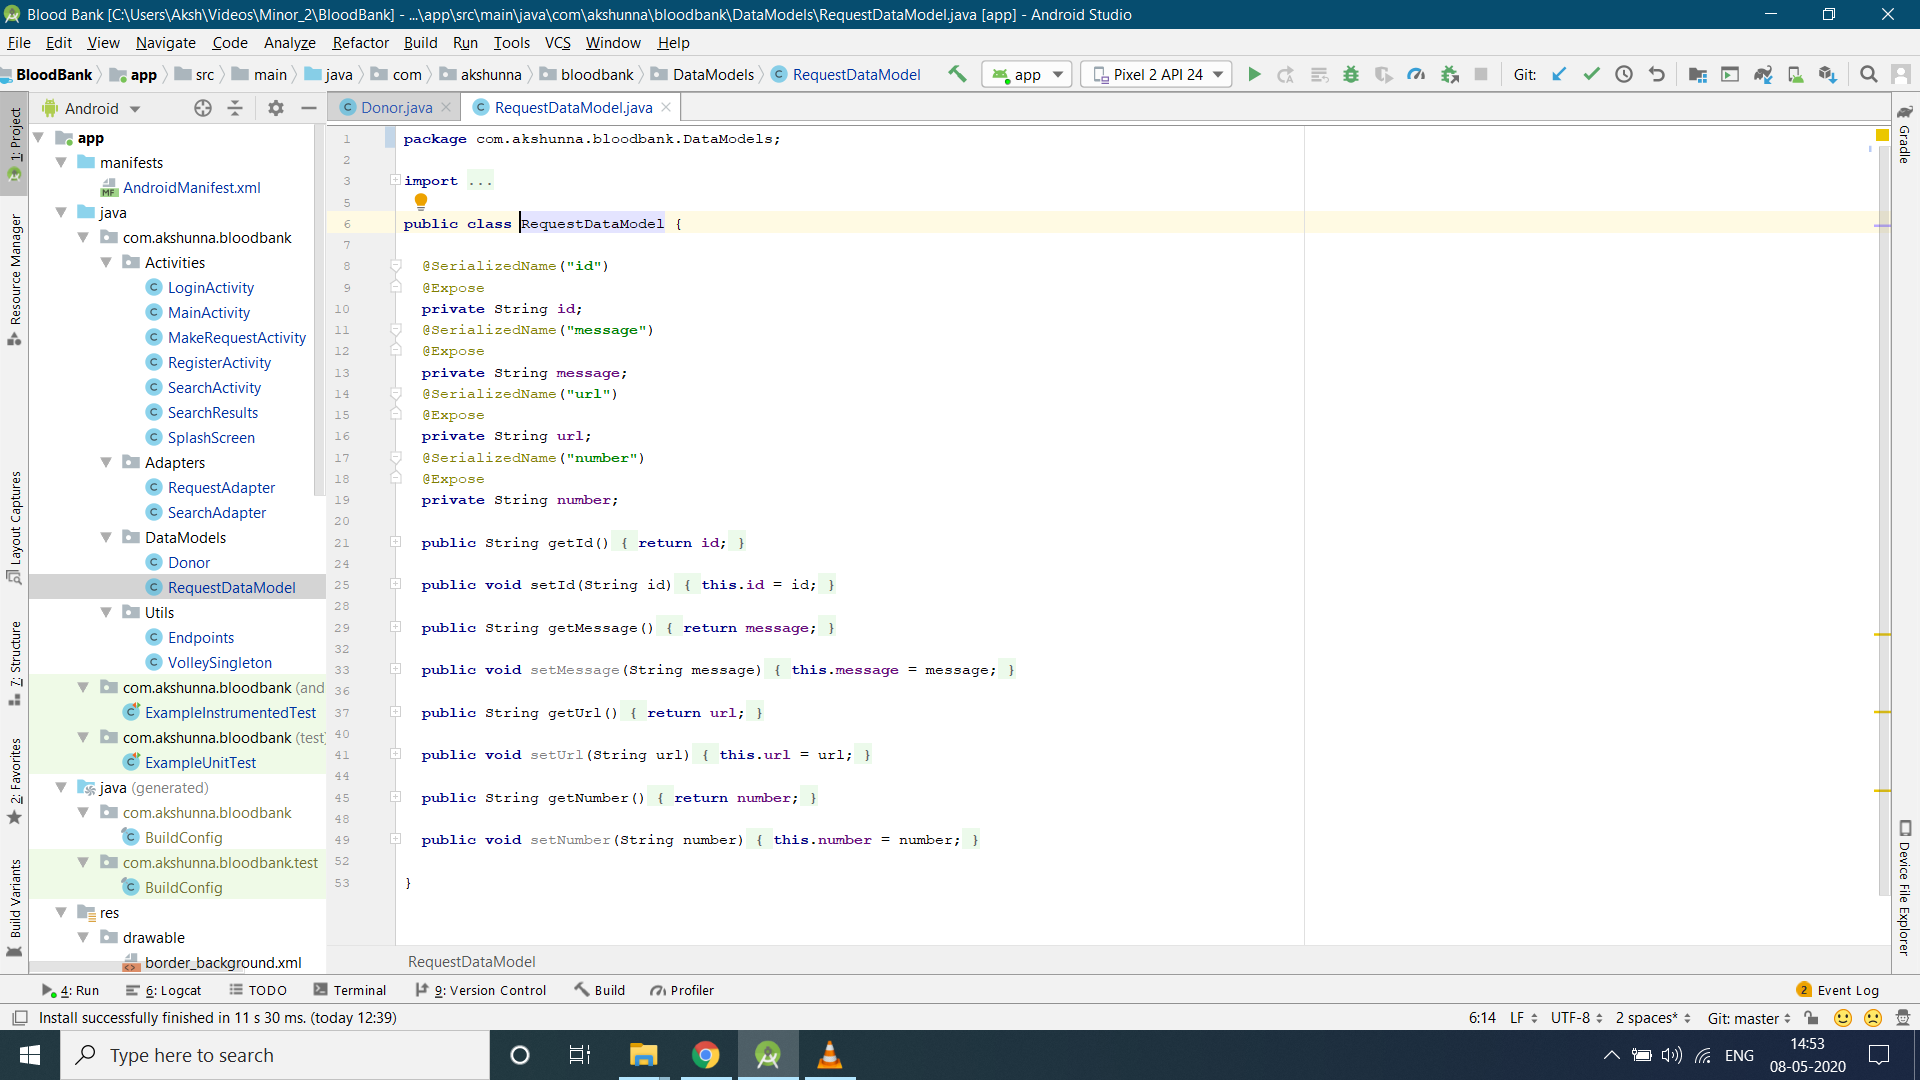 Blood Bank [C:\Users\Aksh\Videos\Minor_2\BloodBank] - ...\app\src\main\java\com\akshunna\bloodbank\DataModels\RequestDataModel.java [app] - Android Studio
File Edit View Navigate Code Analyze Refactor Build Run Tools VCS Window Help
BloodBank app src main java com akshunna bloodbank DataModels RequestDataModel app Pixel 2 API 24 Git:
Android
Donor.java RequestDataModel.java
1: Project
Resource Manager
Layout Captures
7: Structure
2: Favorites
Build Variants
app
manifests
AndroidManifest.xml
java
com.akshunna.bloodbank
Activities
LoginActivity
MainActivity
MakeRequestActivity
RegisterActivity
SearchActivity
SearchResults
SplashScreen
Adapters
RequestAdapter
SearchAdapter
DataModels
Donor
RequestDataModel
Utils
Endpoints
VolleySingleton
com.akshunna.bloodbank (and
ExampleInstrumentedTest
com.akshunna.bloodbank (test)
ExampleUnitTest
java (generated)
com.akshunna.bloodbank
BuildConfig
com.akshunna.bloodbank.test
BuildConfig
res
drawable
border_background.xml
1 package com.akshunna.bloodbank.DataModels;
2
3 import ...
5
6 public class RequestDataModel {
7
8 @SerializedName("id")
9 @Expose
10 private String id;
11 @SerializedName("message")
12 @Expose
13 private String message;
14 @SerializedName("url")
15 @Expose
16 private String url;
17 @SerializedName("number")
18 @Expose
19 private String number;
20
21 public String getId() { return id; }
24
25 public void setId(String id) { this.id = id; }
28
29 public String getMessage() { return message; }
32
33 public void setMessage(String message) { this.message = message; }
36
37 public String getUrl() { return url; }
40
41 public void setUrl(String url) { this.url = url; }
44
45 public String getNumber() { return number; }
48
49 public void setNumber(String number) { this.number = number; }
52
53 }
RequestDataModel
Gradle
Device File Explorer
4: Run 6: Logcat TODO Terminal 9: Version Control Build Profiler 2 Event Log
Install successfully finished in 11 s 30 ms. (today 12:39) 6:14 LF UTF-8 2 spaces* Git: master
Type here to search ENG 14:53
08-05-2020